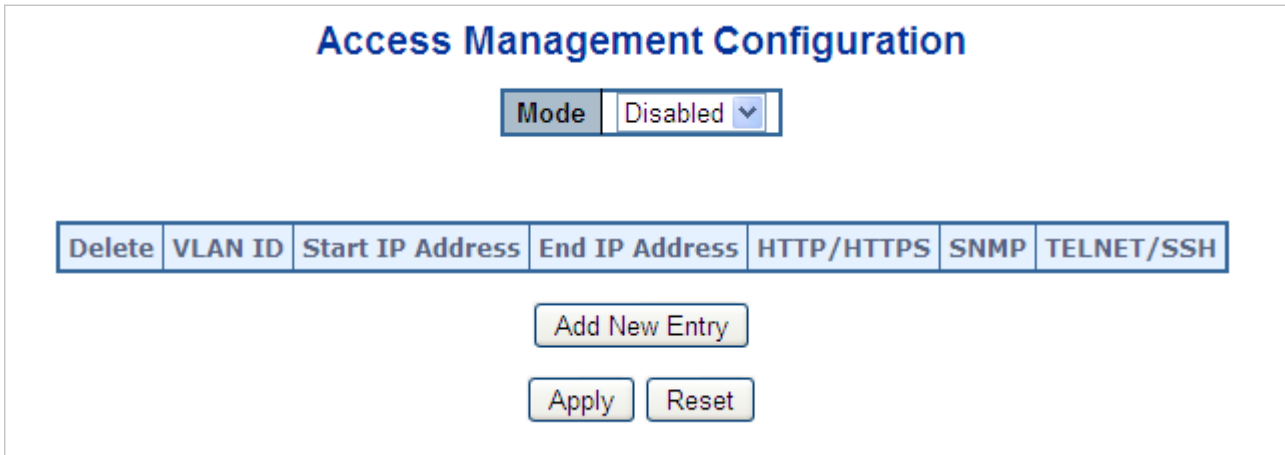 Access Management Configuration
Mode Disabled
Delete VLAN ID Start IP Address End IP Address HTTP/HTTPS SNMP TELNET/SSH
Add New Entry
Apply Reset